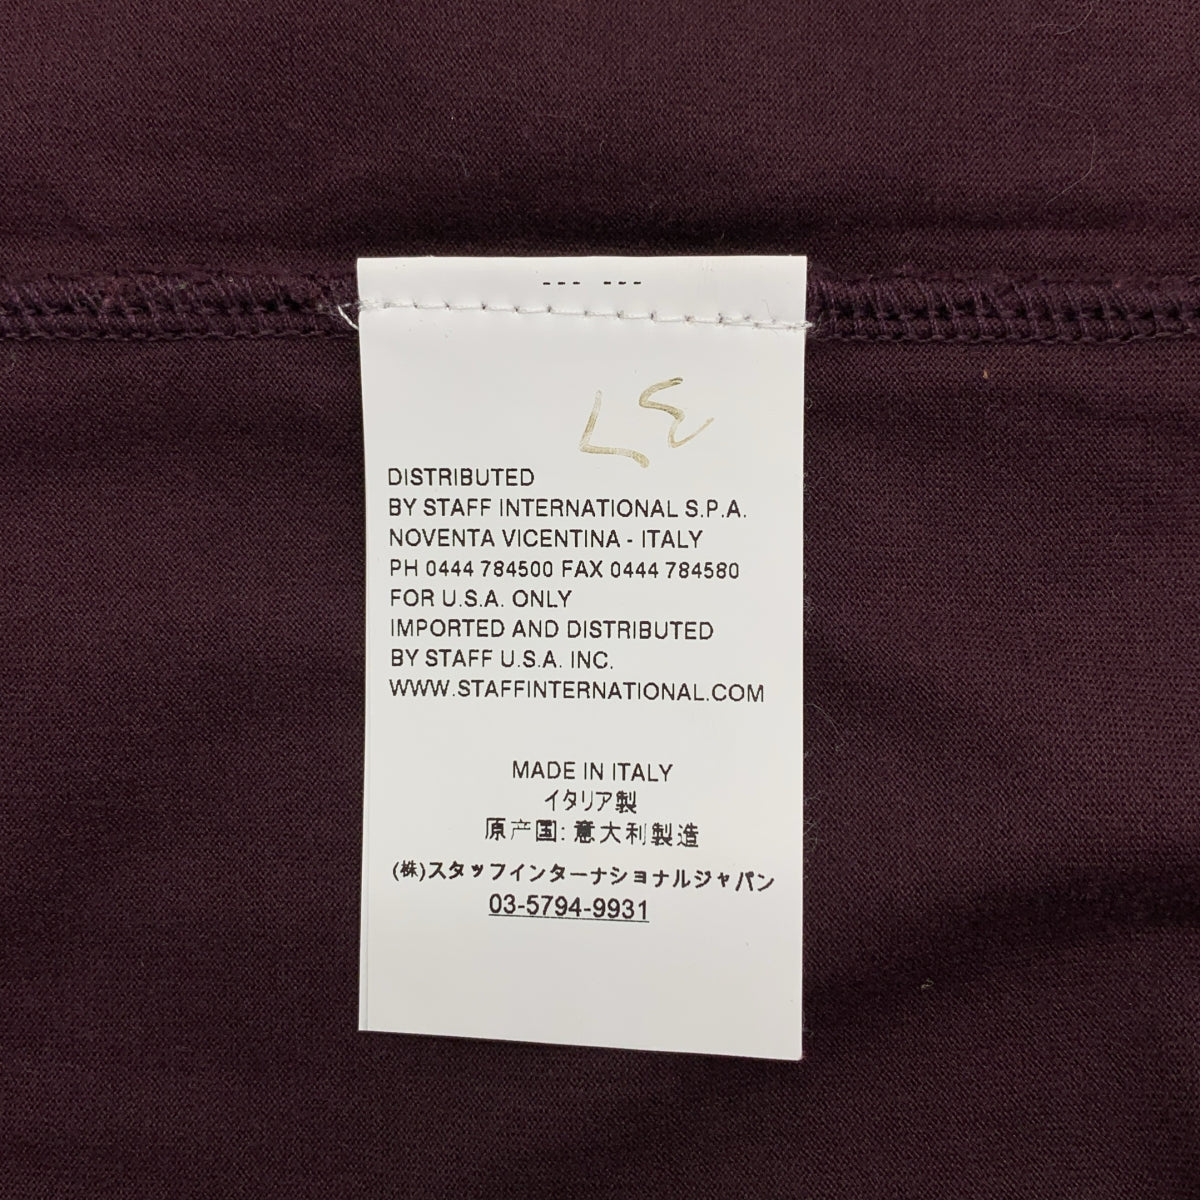 --- ---
DISTRIBUTED
BY STAFF INTERNATIONAL S.P.A.
NOVENTA VICENTINA - ITALY
PH 0444 784500 FAX 0444 784580
FOR U.S.A. ONLY
IMPORTED AND DISTRIBUTED
BY STAFF U.S.A. INC.
WWW.STAFFINTERNATIONAL.COM
MADE IN ITALY
イタリア製
原产国: 意大利製造
(株)スタッフインターナショナルジャパン
03-5794-9931